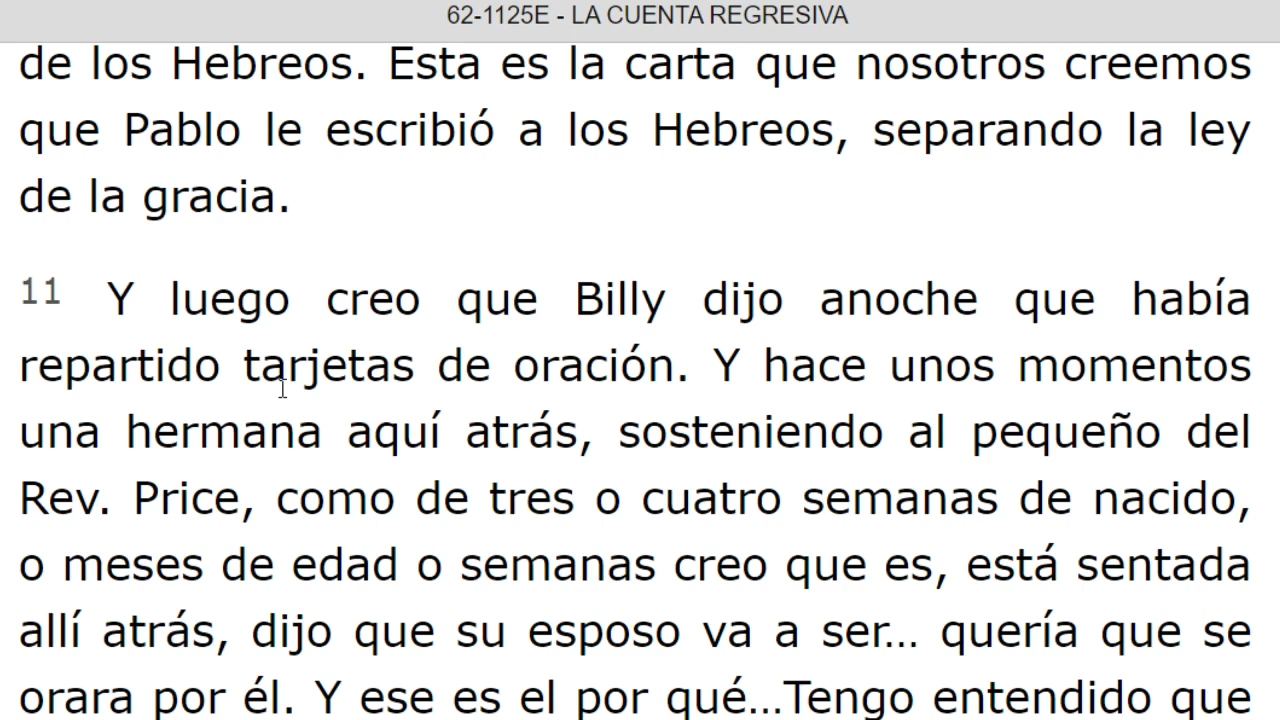 62-1125E - LA CUENTA REGRESIVA
de los Hebreos. Esta es la carta que nosotros creemos
que Pablo le escribió a los Hebreos, separando la ley
de la gracia.
11 Y luego creo que Billy dijo anoche que había
repartido tarjetas de oración. Y hace unos momentos
una hermana aquí atrás, sosteniendo al pequeño del
Rev. Price, como de tres o cuatro semanas de nacido,
o meses de edad o semanas creo que es, está sentada
allí atrás, dijo que su esposo va a ser... quería que se
orara por él. Y ese es el por qué...Tengo entendido que